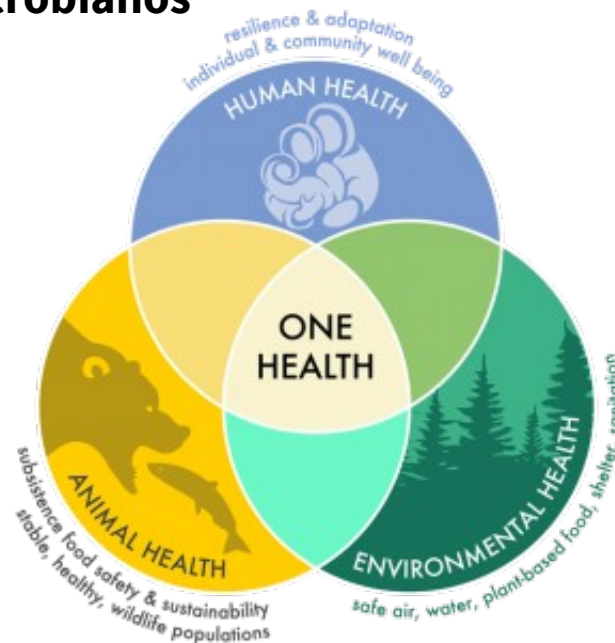 resilience & adaptation
individual & community well being
HUMAN HEALTH
ONE
HEALTH
ANIMAL HEALTH
subsistence food safety & sustainability
stable, healthy, wildlife populations
ENVIRONMENTAL HEALTH
safe air, water, plant-based food, shelter, sanitation